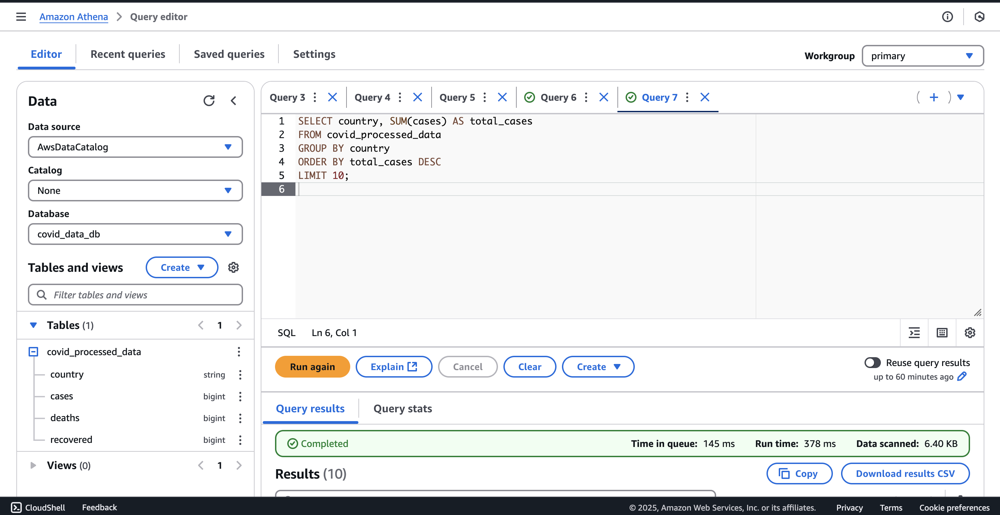 Amazon Athena > Query editor
Editor
Recent queries
Saved queries
Settings
Workgroup
primary
Data
Data source
AwsDataCatalog
Catalog
None
Database
covid_data_db
Tables and views
Create
Filter tables and views
Tables (1)
1
covid_processed_data
country string
cases bigint
deaths bigint
recovered bigint
Views (0)
1
Query 3
Query 4
Query 5
Query 6
Query 7
1 SELECT country, SUM(cases) AS total_cases
2 FROM covid_processed_data
3 GROUP BY country
4 ORDER BY total_cases DESC
5 LIMIT 10;
6
SQL Ln 6, Col 1
Run again
Explain
Cancel
Clear
Create
Reuse query results
up to 60 minutes ago
Query results
Query stats
Completed
Time in queue: 145 ms
Run time: 378 ms
Data scanned: 6.40 KB
Results (10)
Copy
Download results CSV
CloudShell
Feedback
© 2025, Amazon Web Services, Inc. or its affiliates.
Privacy
Terms
Cookie preferences